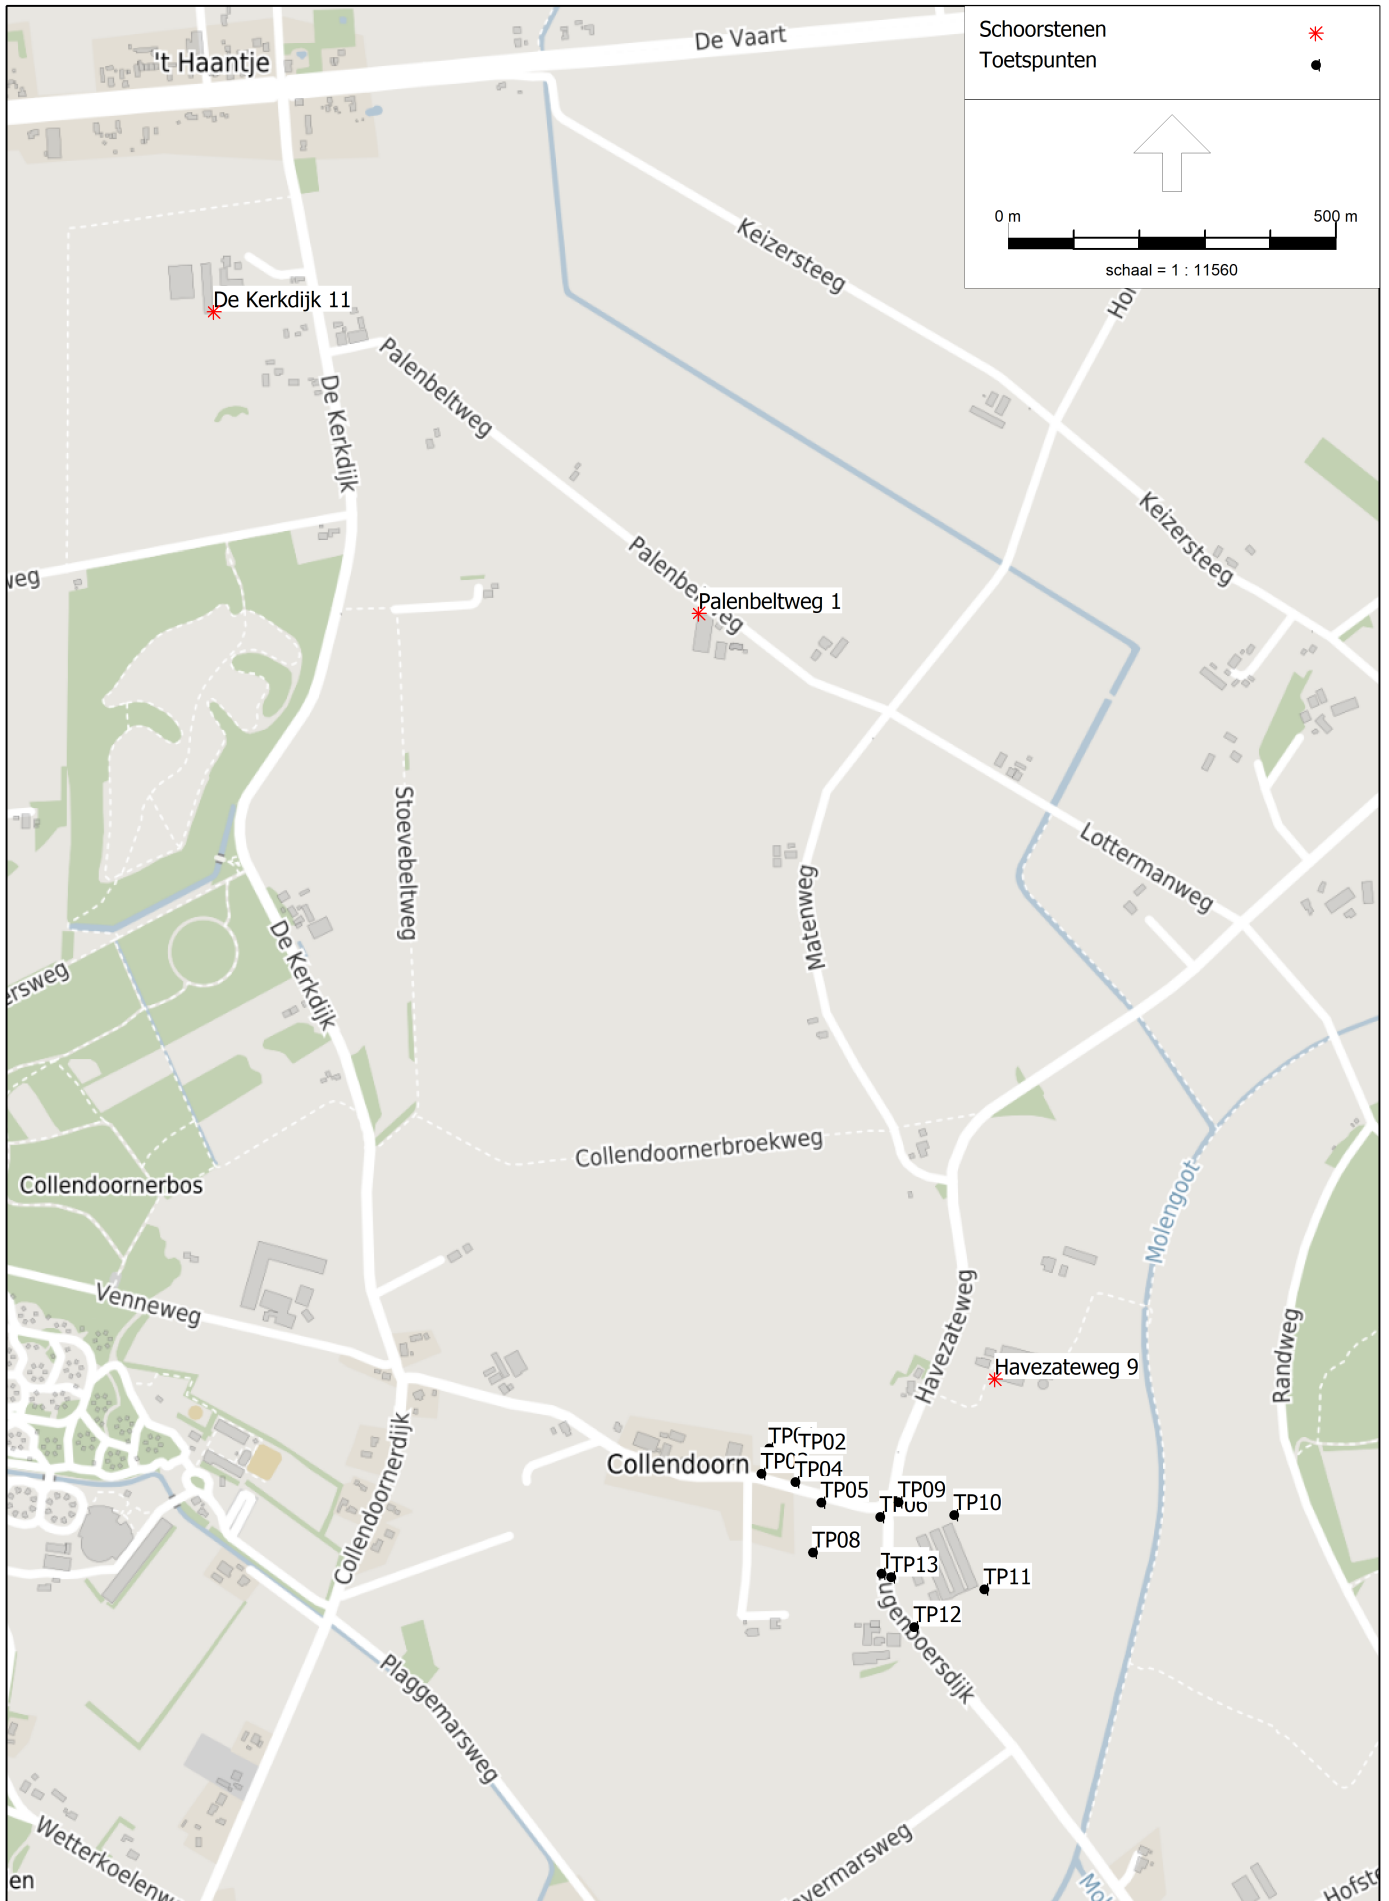 De Vaart
Schoorstenen
Toetspunten
't Haantje
0 m
500 m
schaal = 1 : 11560
Keizersteeg
De Kerkdijk 11
Palenbeltweg
De Kerkdijk
Keizersteeg
Palenbeltweg 1
Lottermanweg
Stoevebeltweg
Matenweg
De Kerkdijk
Collendoornerbroekweg
Collendoornerbos
Molengoot
Venneweg
Havezateweg
Randweg
Havezateweg 9
Collendoornerdijk
TP02
Collendoorn
TP04
TP05
TP09
TP10
TP08
TP13
TP11
TP12
Plaggemarsweg